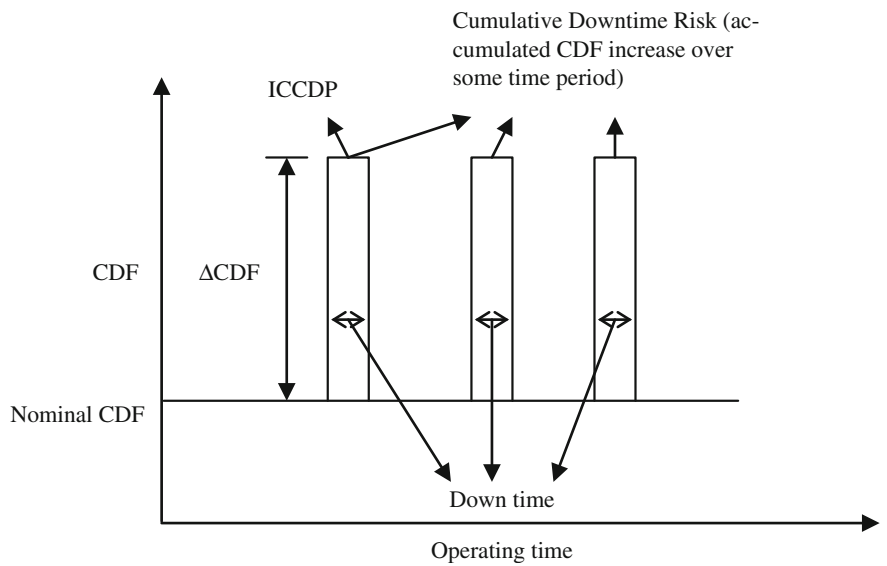 Cumulative Downtime Risk (ac-
cumulated CDF increase over
some time period)
ICCDP
CDF
ΔCDF
Nominal CDF
Down time
Operating time